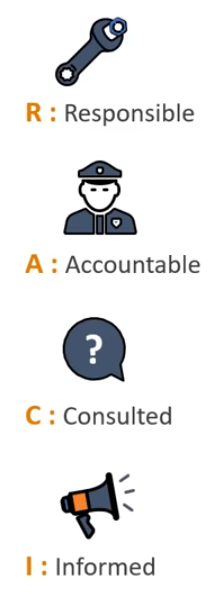 R : Responsible
A : Accountable
?
C : Consulted
I : Informed